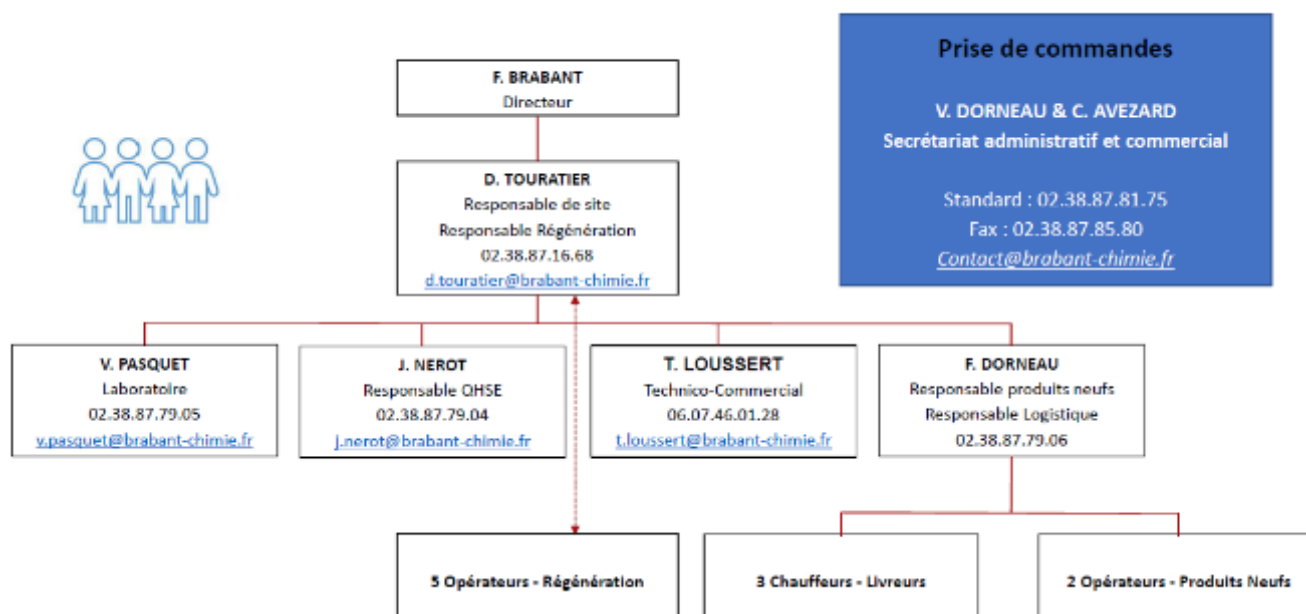 Prise de commandes
V. DORNEAU & C. AVEZARD
Secrétariat administratif et commercial
Standard : 02.38.87.81.75
Fax : 02.38.87.85.80
Contact@brabant-chimie.fr
F. BRABANT
Directeur
D. TOURATIER
Responsable de site
Responsable Régénération
02.38.87.16.68
d.touratier@brabant-chimie.fr
V. PASQUET
Laboratoire
02.38.87.79.05
v.pasquet@brabant-chimie.fr
J. NEROT
Responsable QHSE
02.38.87.79.04
j.nerot@brabant-chimie.fr
T. LOUSSERT
Technico-Commercial
06.07.46.01.28
t.loussert@brabant-chimie.fr
F. DORNEAU
Responsable produits neufs
Responsable Logistique
02.38.87.79.06
5 Opérateurs - Régénération
3 Chauffeurs - Livreurs
2 Opérateurs - Produits Neufs